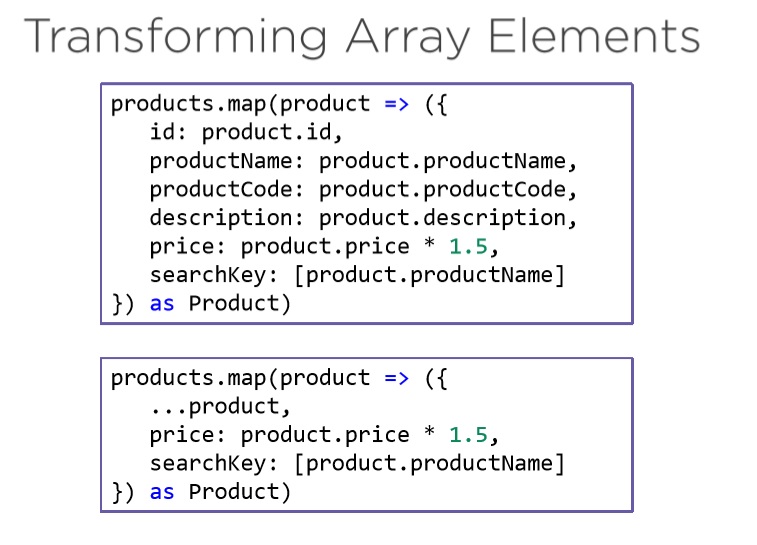 Transforming Array Elements
products.map(product => ({
   id: product.id,
   productName: product.productName,
   productCode: product.productCode,
   description: product.description,
   price: product.price * 1.5,
   searchKey: [product.productName]
}) as Product)
products.map(product => ({
   ...product,
   price: product.price * 1.5,
   searchKey: [product.productName]
}) as Product)